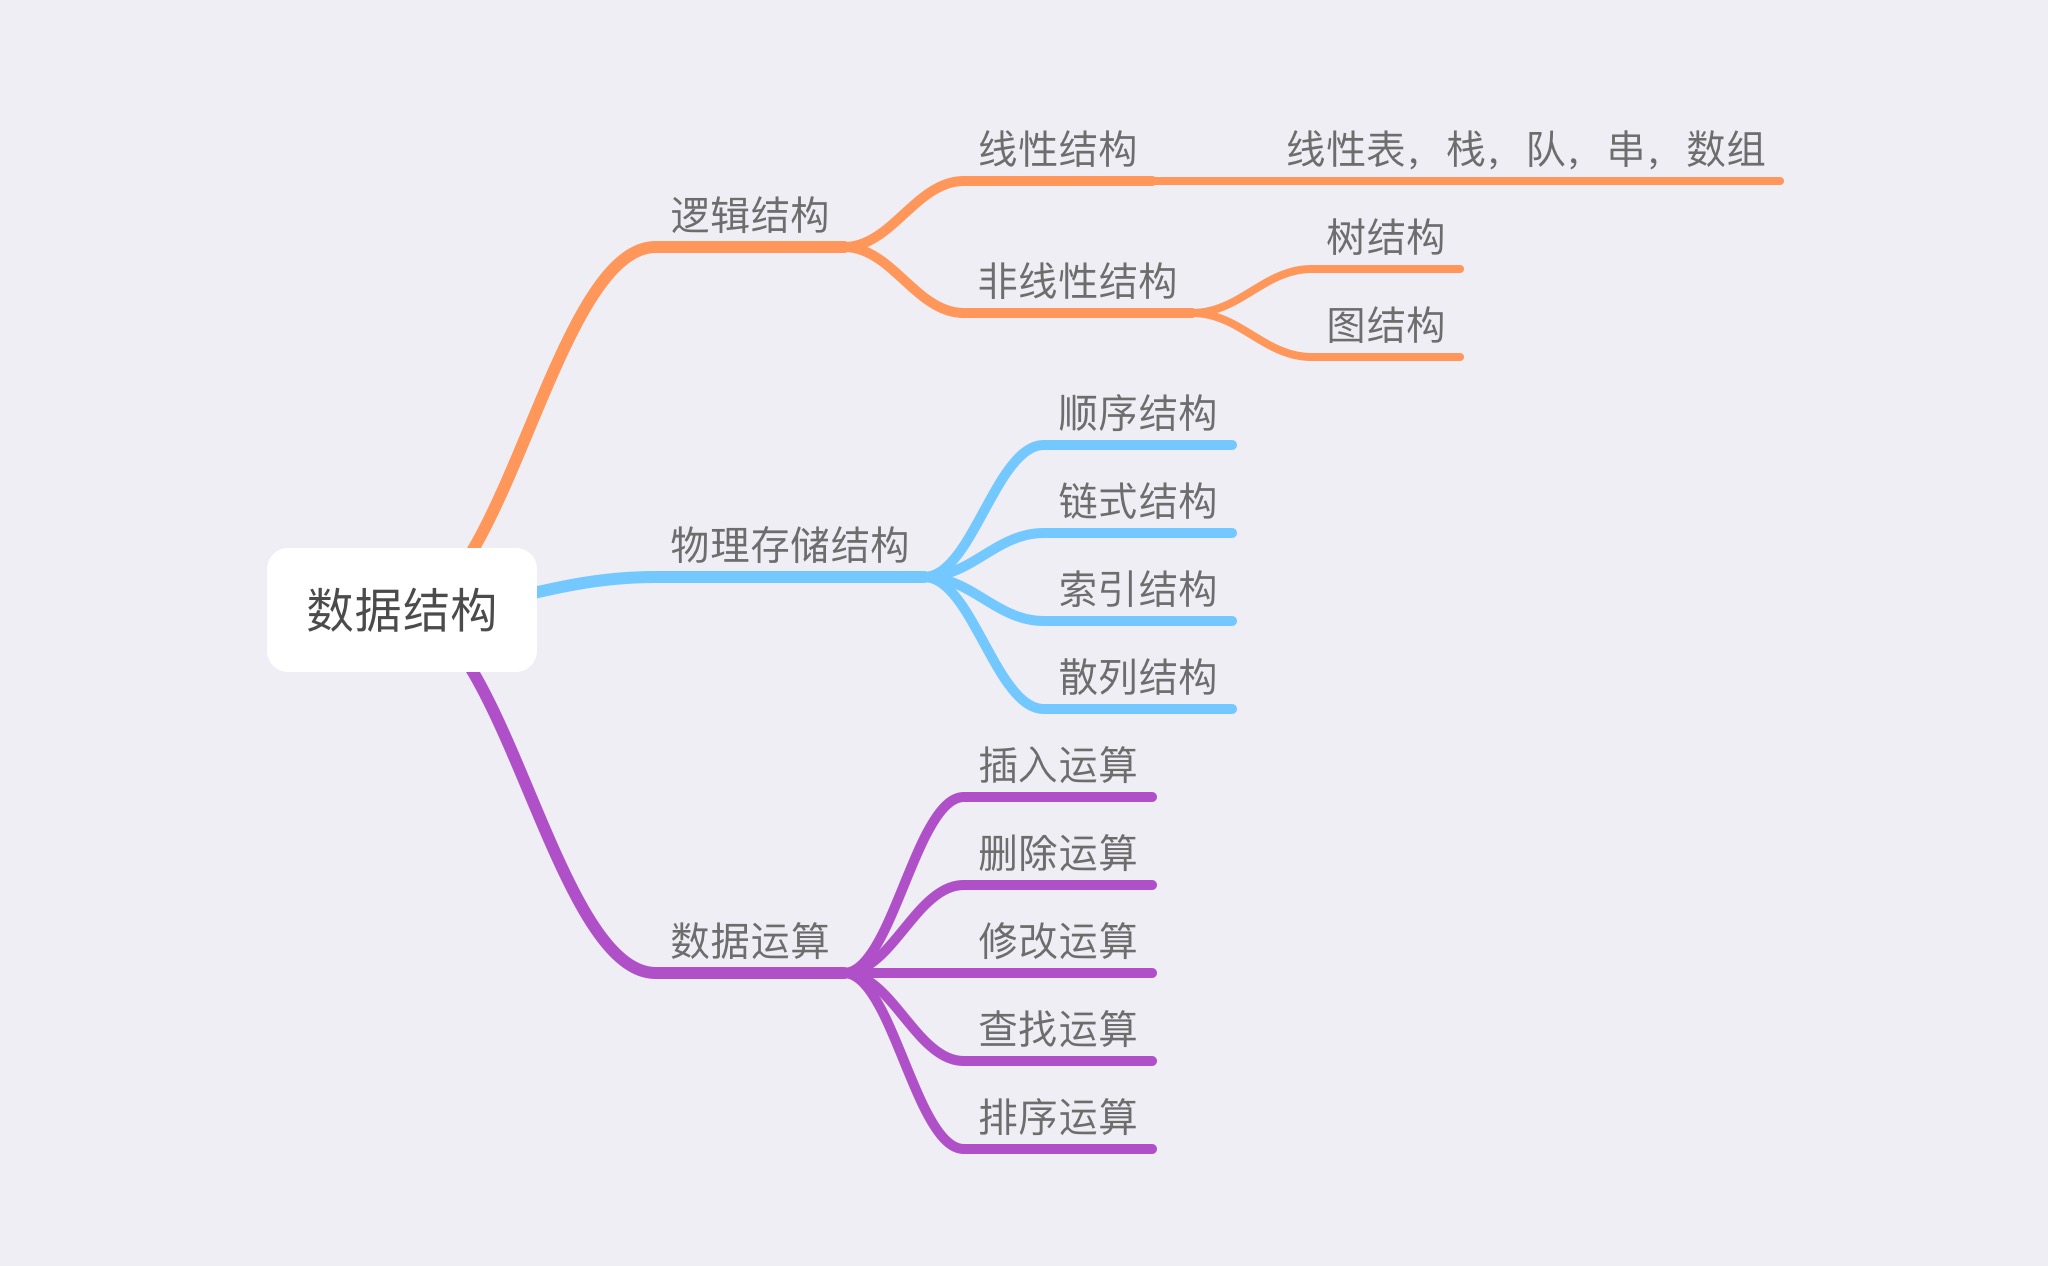 数据结构
逻辑结构
线性结构
线性表，栈，队，串，数组
非线性结构
树结构
图结构
物理存储结构
顺序结构
链式结构
索引结构
散列结构
数据运算
插入运算
删除运算
修改运算
查找运算
排序运算